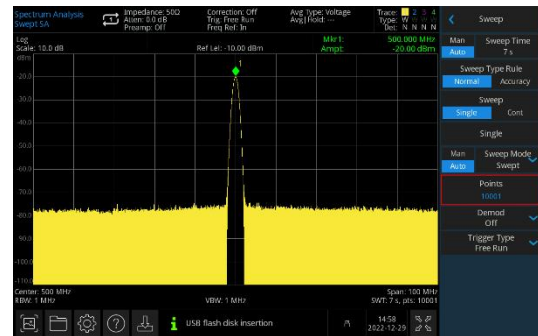 Spectrum Analysis
Swept SA
Impedance: 50Ω
Atten: 0.0 dB
Preamp: Off
Correction: Off
Trig: Free Run
Freq Ref: In
Avg Type: Voltage
Avg|Hold: ---
Trace: 1 2 3 4
Type: W W W W
Det: N N N N
Log
Scale: 10.0 dB
Ref Lel: -10.00 dBm
Mkr1: 500.000 MHz
Ampt: -20.00 dBm
dBm
1
-20.0
-30.0
-40.0
-50.0
-60.0
-70.0
-80.0
-90.0
-100.0
-110.0
Center: 500 MHz
Span: 100 MHz
RBW: 1 MHz
VBW: 1 MHz
SWT: 7 s, pts: 10001
USB flash disk insertion
14:58
2022-12-29
Sweep
Man
Auto
Sweep Time
7 s
Sweep Type Rule
Normal Accuracy
Sweep
Single Cont
Single
Man
Auto
Sweep Mode
Swept
Points
10001
Demod
Off
Trigger Type
Free Run